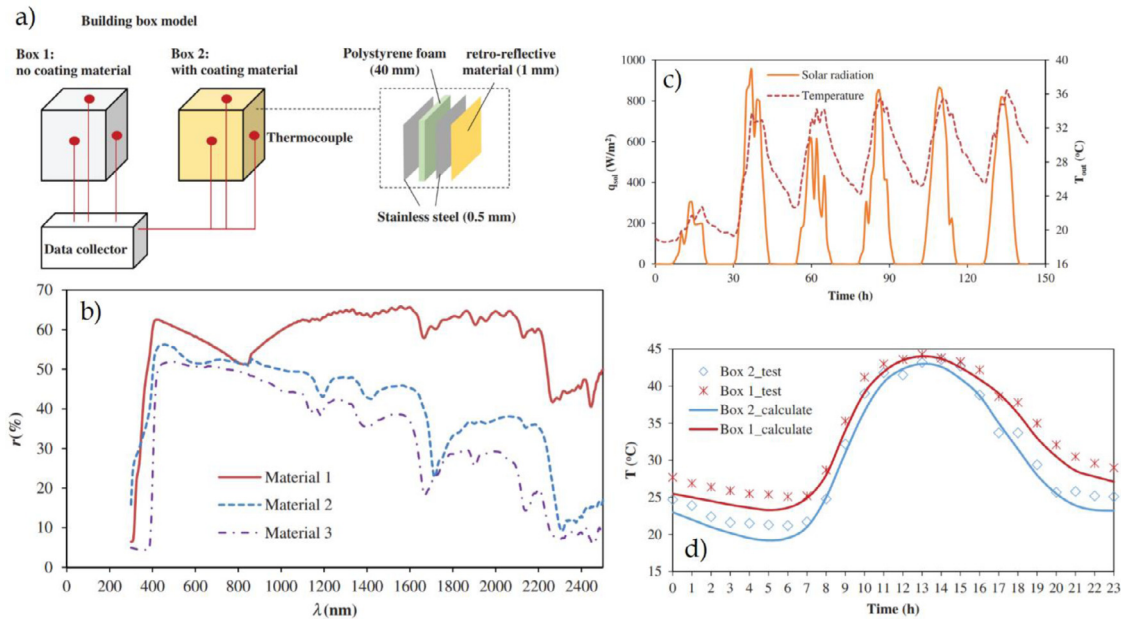 a)
Building box model
Box 1:
no coating material
Box 2:
with coating material
Polystyrene foam
(40 mm)
retro-reflective
material (1 mm)
Thermocouple
Stainless steel (0.5 mm)
Data collector
c)
Solar radiation
Temperature
1000
800
600
400
200
0
q_sol (W/m²)
40
36
32
28
24
20
16
T_out (°C)
0
30
60
90
120
150
Time (h)
b)
70
60
50
40
30
20
10
0
r(%)
Material 1
Material 2
Material 3
0
200
400
600
800
1000
1200
1400
1600
1800
2000
2200
2400
λ(nm)
d)
45
40
35
30
25
20
15
T (°C)
Box 2_test
Box 1_test
Box 2_calculate
Box 1_calculate
0 1 2 3 4 5 6 7 8 9 10 11 12 13 14 15 16 17 18 19 20 21 22 23
Time (h)